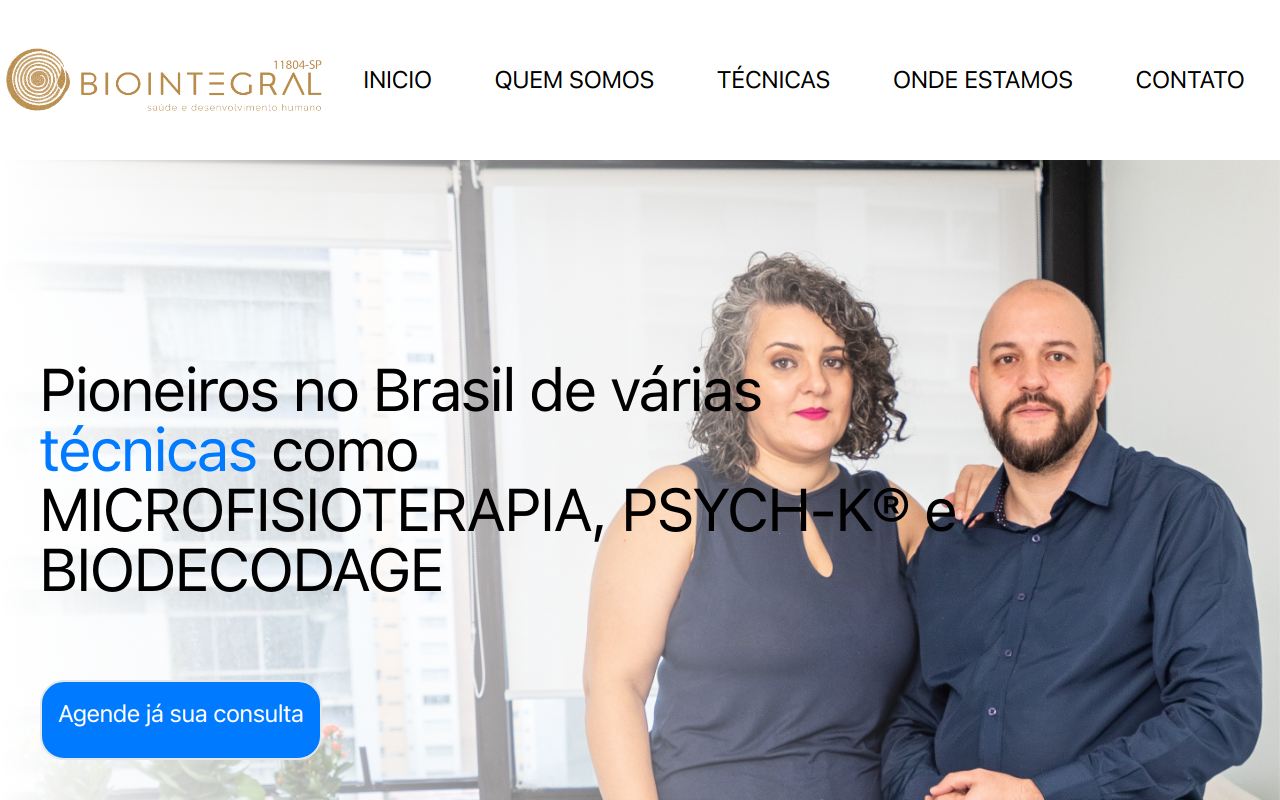 11804-SP
BIOINTEGRAL
saúde e desenvolvimento humano
INICIO
QUEM SOMOS
TÉCNICAS
ONDE ESTAMOS
CONTATO
Pioneiros no Brasil de várias
técnicas como
MICROFISIOTERAPIA, PSYCH-K® e
BIODECODAGE
Agende já sua consulta